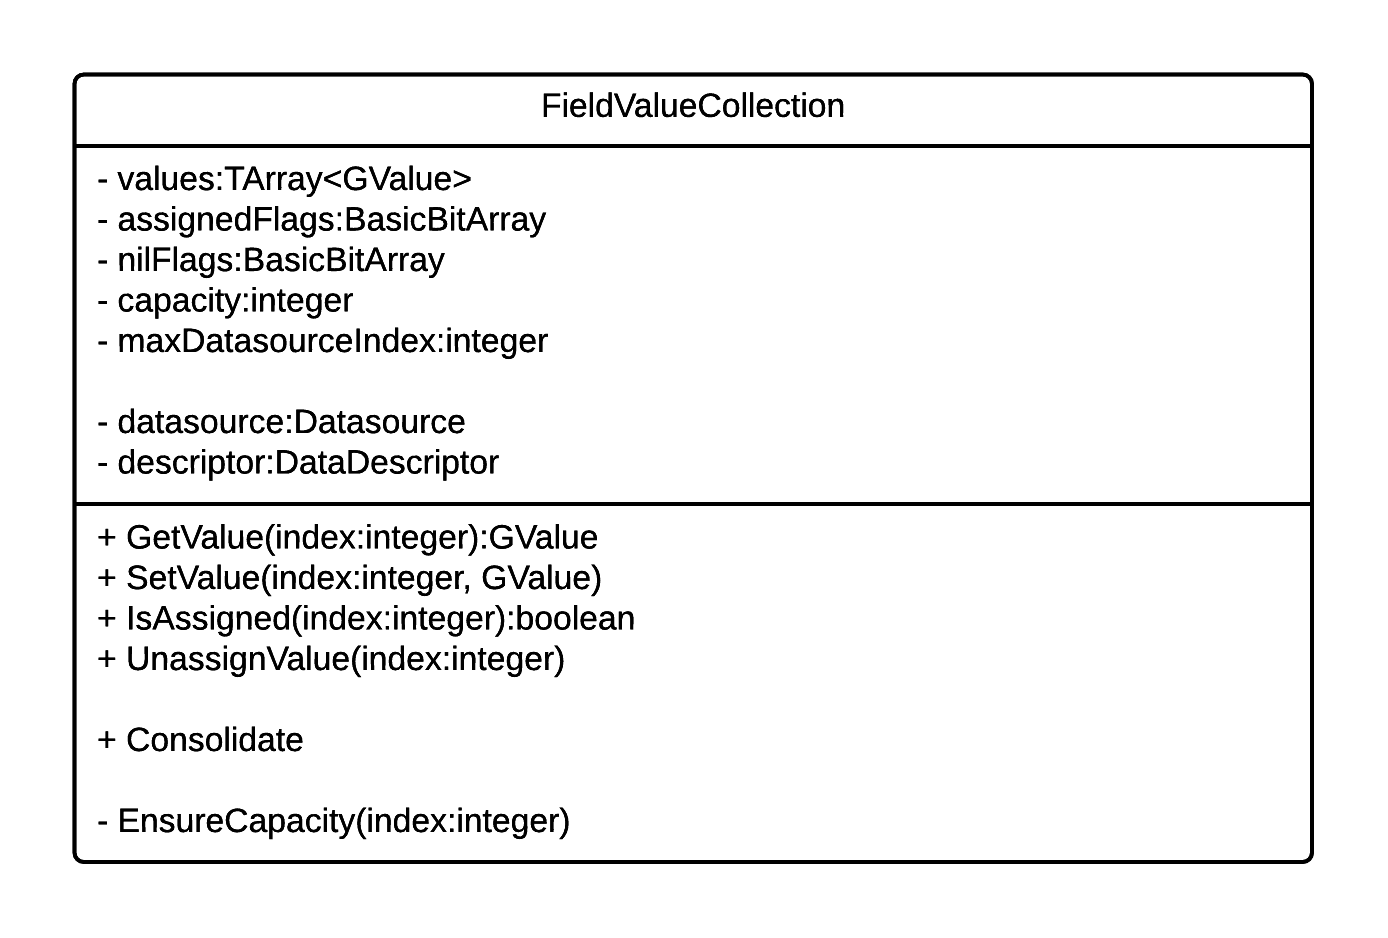 FieldValueCollection
- values:TArray<GValue>
- assignedFlags:BasicBitArray
- nilFlags:BasicBitArray
- capacity:integer
- maxDatasourceIndex:integer
- datasource:Datasource
- descriptor:DataDescriptor
+ GetValue(index:integer):GValue
+ SetValue(index:integer, GValue)
+ IsAssigned(index:integer):boolean
+ UnassignValue(index:integer)
+ Consolidate
- EnsureCapacity(index:integer)